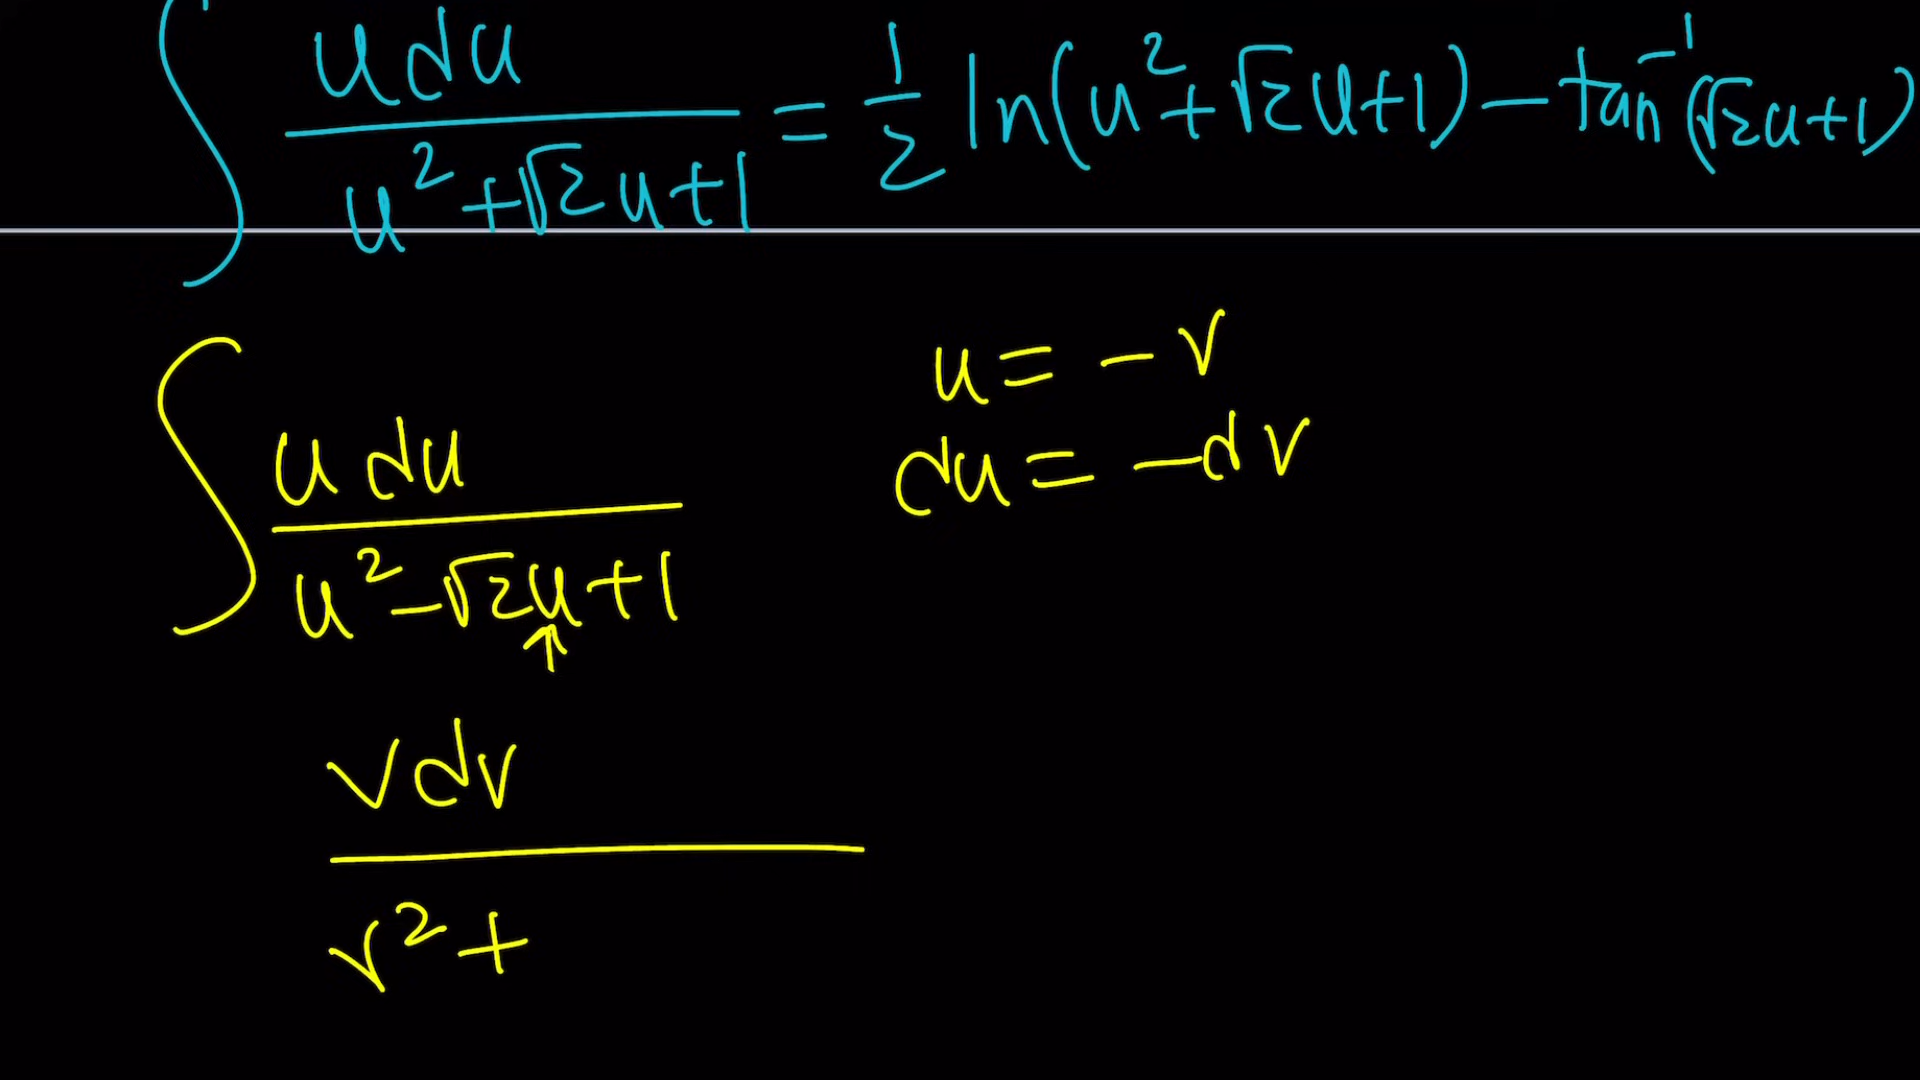 ∫ u du / (u² + √2 u + 1) = 1/2 ln(u² + √2 u + 1) − tan⁻¹(√2 u + 1)
∫ u du / (u² − √2 u + 1)
u = − v
du = − dv
↑
v dv / (v² +